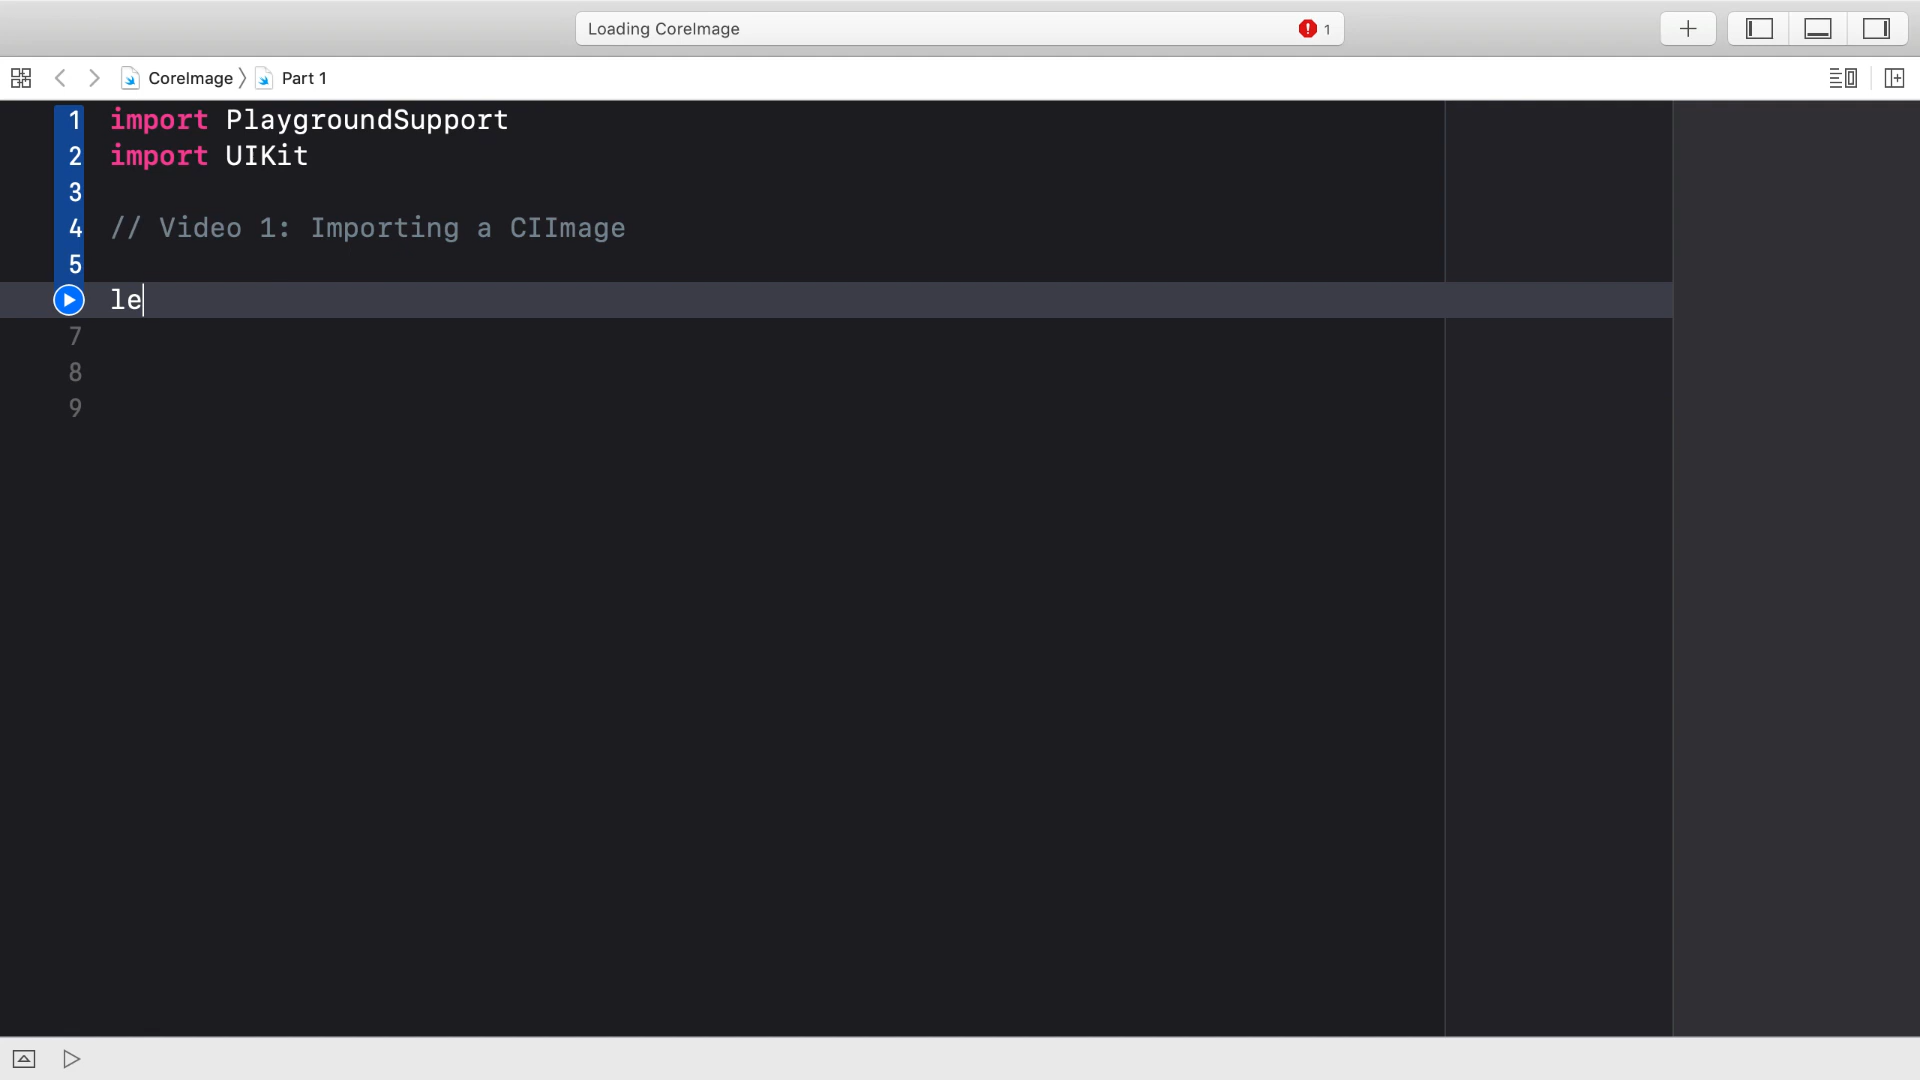 Loading CoreImage 1
CoreImage Part 1
1 import PlaygroundSupport
2 import UIKit
3
4 // Video 1: Importing a CIImage
5
le
7
8
9